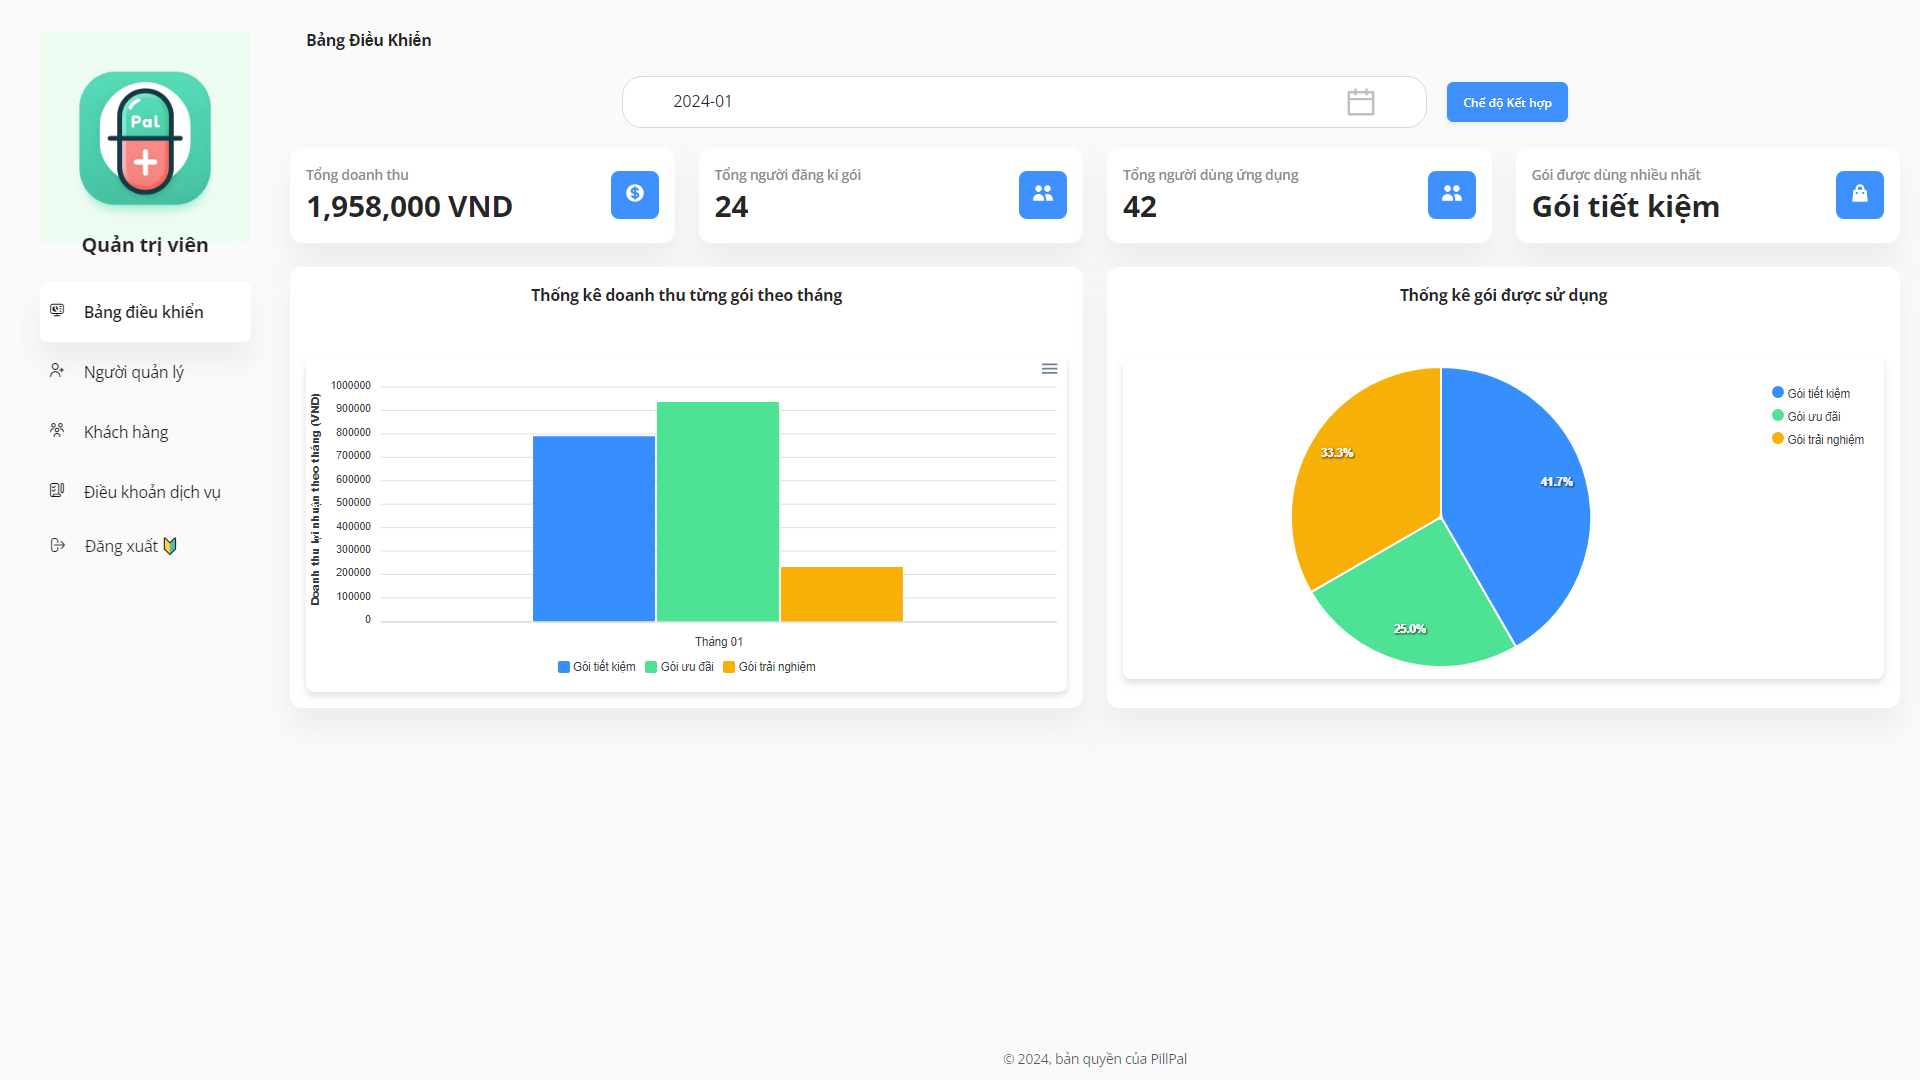 Pal
Quản trị viên
Bảng điều khiển
Người quản lý
Khách hàng
Điều khoản dịch vụ
Đăng xuất
Bảng Điều Khiển
2024-01
Chế độ Kết hợp
Tổng doanh thu
1,958,000 VND
Tổng người đăng kí gói
24
Tổng người dùng ứng dụng
42
Gói được dùng nhiều nhất
Gói tiết kiệm
Thống kê doanh thu từng gói theo tháng
Doanh thu lợi nhuận theo tháng (VND)
1000000
900000
800000
700000
600000
500000
400000
300000
200000
100000
0
Tháng 01
Gói tiết kiệm Gói ưu đãi Gói trải nghiệm
Thống kê gói được sử dụng
33.3%
41.7%
25.0%
Gói tiết kiệm
Gói ưu đãi
Gói trải nghiệm
© 2024, bản quyền của PillPal